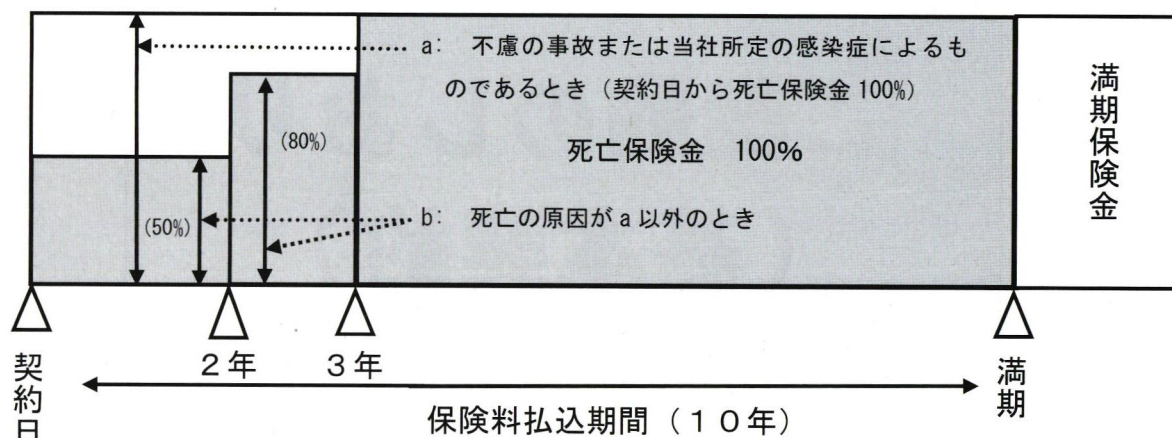 a: 不慮の事故または当社所定の感染症によるも
のであるとき（契約日から死亡保険金100%）
死亡保険金 100%
(80%)
(50%)
b: 死亡の原因がa以外のとき
満期保険金
契約日
２年
３年
満期
保険料払込期間（１０年）